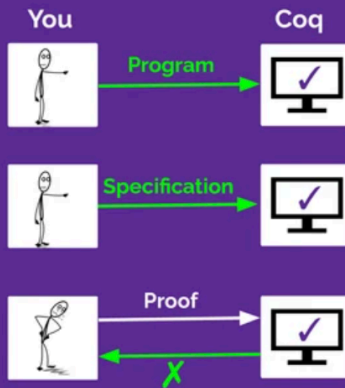 You Coq
Program
Specification
Proof
✓
✓
✓
✗